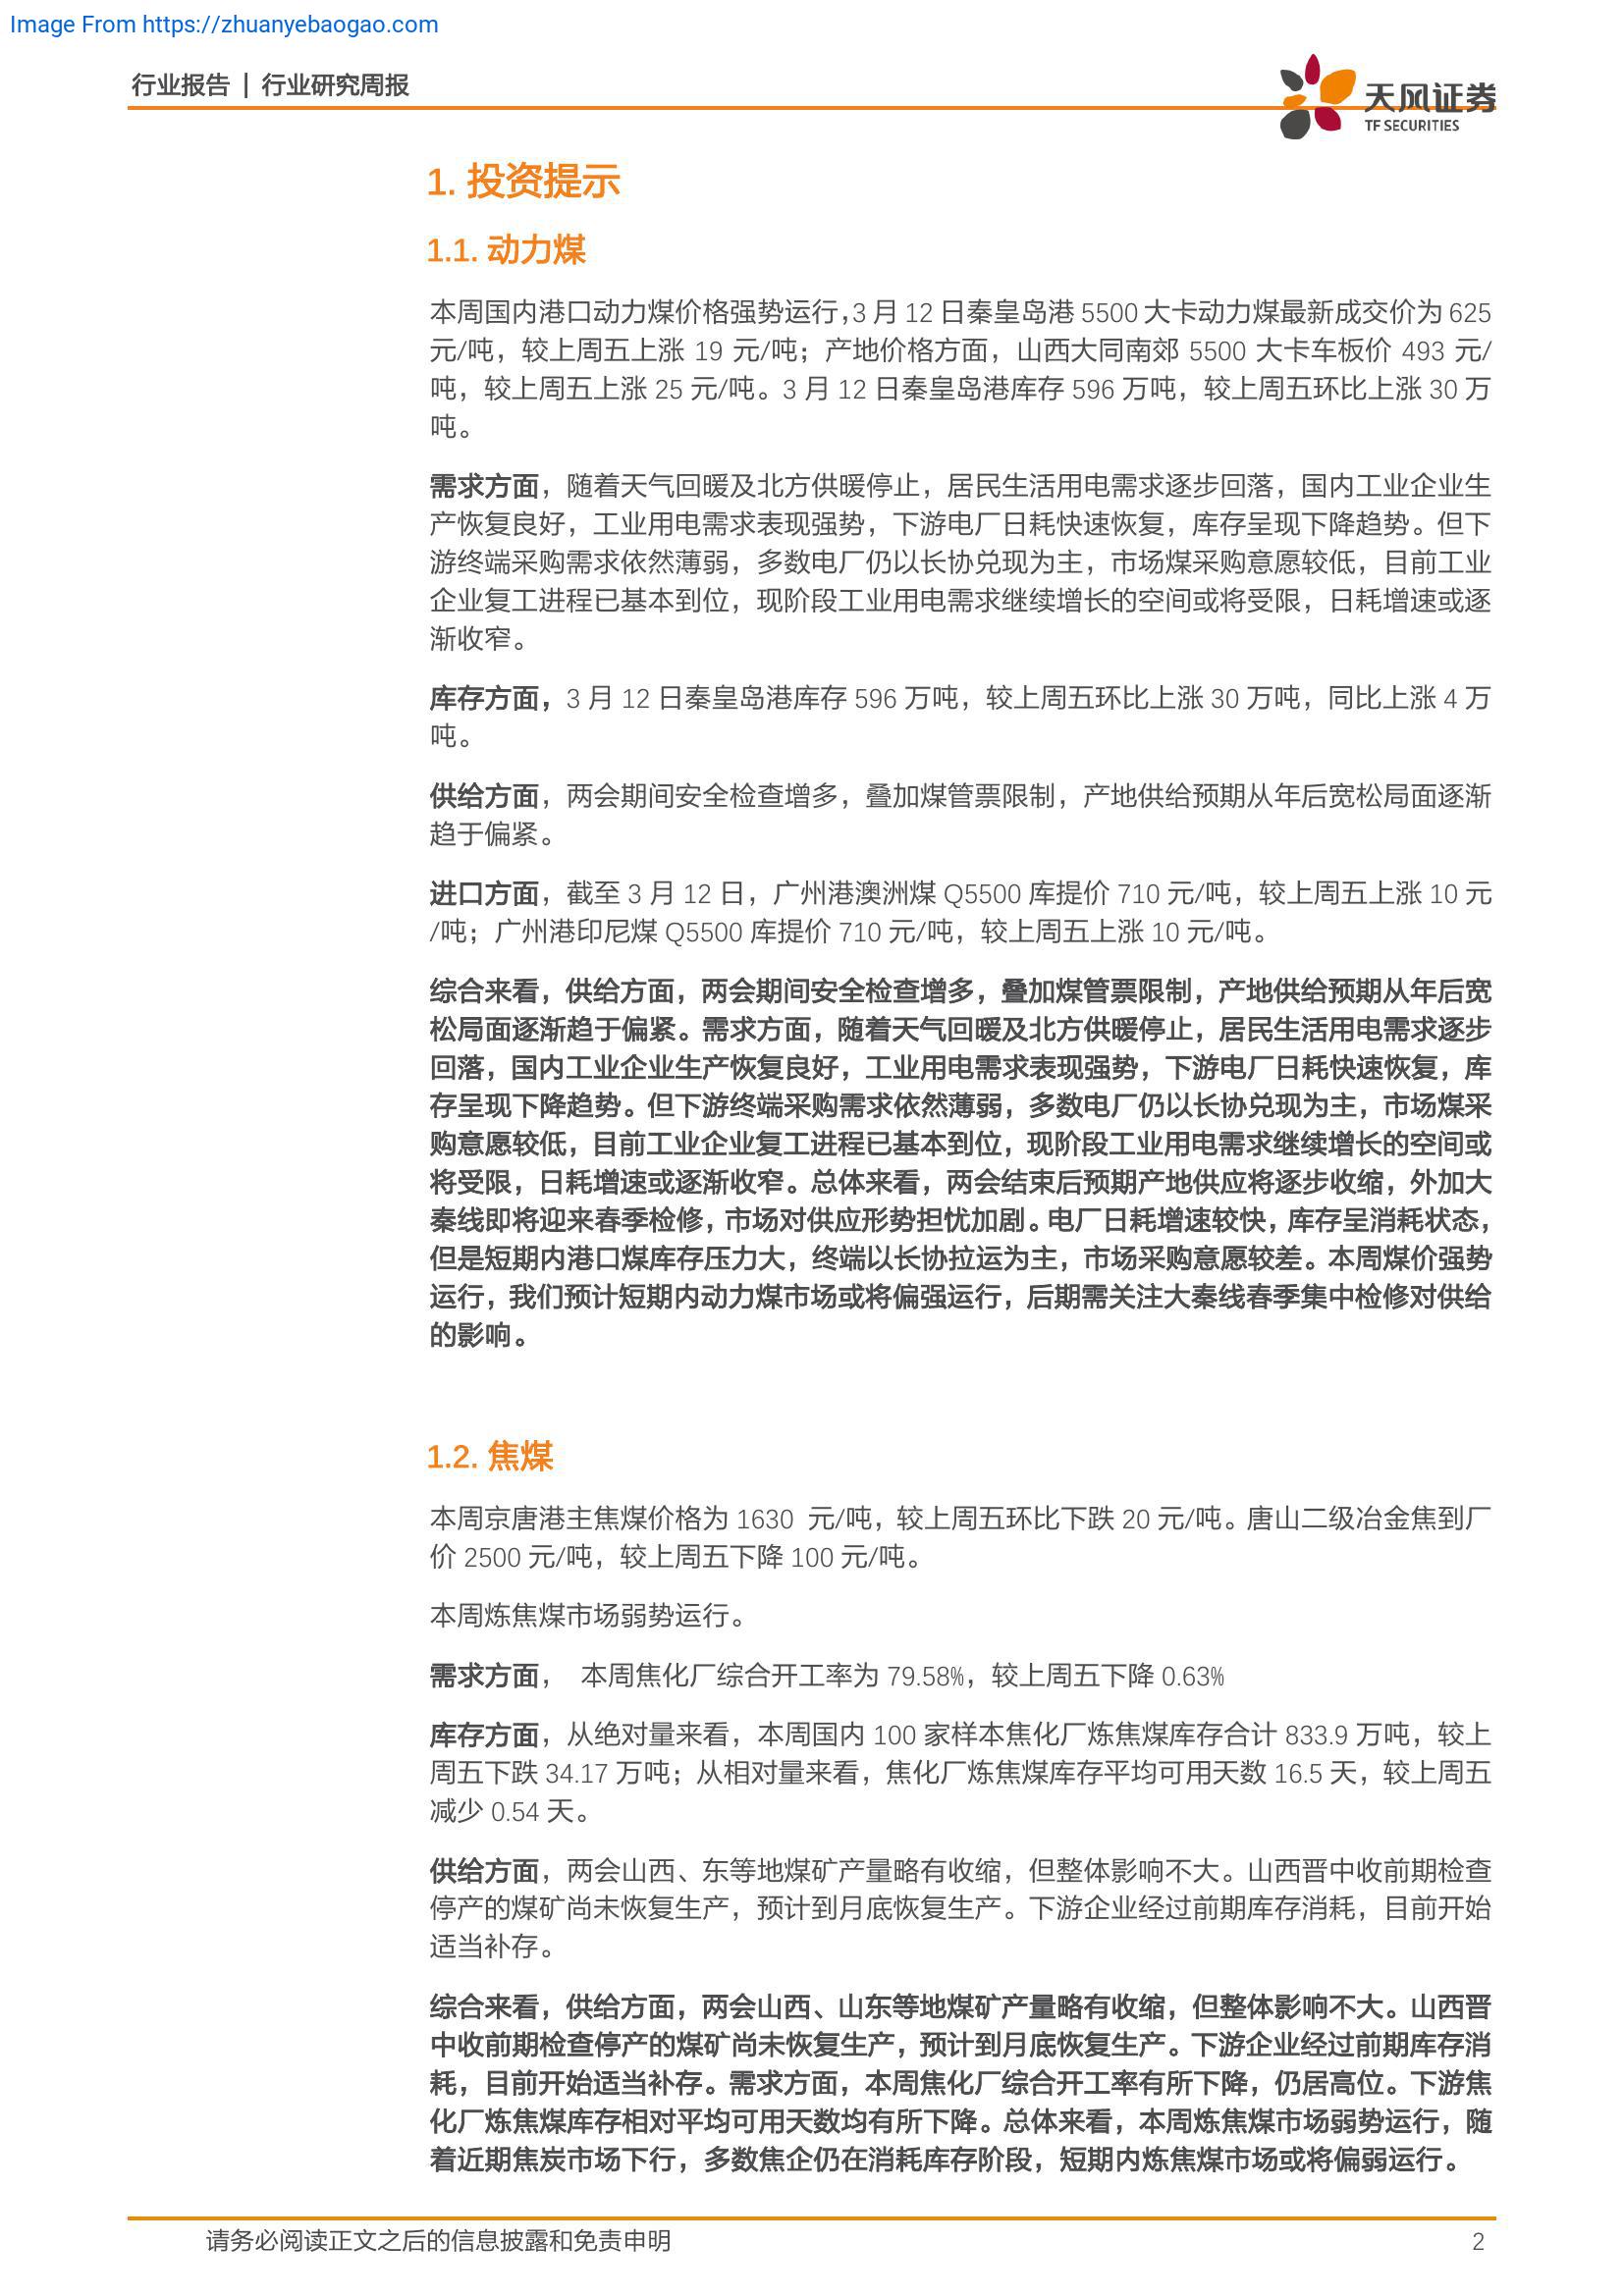 Image From https://zhuanyebaogao.com
行业报告 | 行业研究周报
天风证券
TF SECURITIES
1. 投资提示
1.1. 动力煤
本周国内港口动力煤价格强势运行，3 月 12 日秦皇岛港 5500 大卡动力煤最新成交价为 625
元/吨，较上周五上涨 19 元/吨；产地价格方面，山西大同南郊 5500 大卡车板价 493 元/
吨，较上周五上涨 25 元/吨。3 月 12 日秦皇岛港库存 596 万吨，较上周五环比上涨 30 万
吨。
需求方面，随着天气回暖及北方供暖停止，居民生活用电需求逐步回落，国内工业企业生
产恢复良好，工业用电需求表现强势，下游电厂日耗快速恢复，库存呈现下降趋势。但下
游终端采购需求依然薄弱，多数电厂仍以长协兑现为主，市场煤采购意愿较低，目前工业
企业复工进程已基本到位，现阶段工业用电需求继续增长的空间或将受限，日耗增速或逐
渐收窄。
库存方面，3 月 12 日秦皇岛港库存 596 万吨，较上周五环比上涨 30 万吨，同比上涨 4 万
吨。
供给方面，两会期间安全检查增多，叠加煤管票限制，产地供给预期从年后宽松局面逐渐
趋于偏紧。
进口方面，截至 3 月 12 日，广州港澳洲煤 Q5500 库提价 710 元/吨，较上周五上涨 10 元
/吨；广州港印尼煤 Q5500 库提价 710 元/吨，较上周五上涨 10 元/吨。
综合来看，供给方面，两会期间安全检查增多，叠加煤管票限制，产地供给预期从年后宽
松局面逐渐趋于偏紧。需求方面，随着天气回暖及北方供暖停止，居民生活用电需求逐步
回落，国内工业企业生产恢复良好，工业用电需求表现强势，下游电厂日耗快速恢复，库
存呈现下降趋势。但下游终端采购需求依然薄弱，多数电厂仍以长协兑现为主，市场煤采
购意愿较低，目前工业企业复工进程已基本到位，现阶段工业用电需求继续增长的空间或
将受限，日耗增速或逐渐收窄。总体来看，两会结束后预期产地供应将逐步收缩，外加大
秦线即将迎来春季检修，市场对供应形势担忧加剧。电厂日耗增速较快，库存呈消耗状态，
但是短期内港口煤库存压力大，终端以长协拉运为主，市场采购意愿较差。本周煤价强势
运行，我们预计短期内动力煤市场或将偏强运行，后期需关注大秦线春季集中检修对供给
的影响。
1.2. 焦煤
本周京唐港主焦煤价格为 1630 元/吨，较上周五环比下跌 20 元/吨。唐山二级冶金焦到厂
价 2500 元/吨，较上周五下降 100 元/吨。
本周炼焦煤市场弱势运行。
需求方面， 本周焦化厂综合开工率为 79.58%，较上周五下降 0.63%
库存方面，从绝对量来看，本周国内 100 家样本焦化厂炼焦煤库存合计 833.9 万吨，较上
周五下跌 34.17 万吨；从相对量来看，焦化厂炼焦煤库存平均可用天数 16.5 天，较上周五
减少 0.54 天。
供给方面，两会山西、东等地煤矿产量略有收缩，但整体影响不大。山西晋中收前期检查
停产的煤矿尚未恢复生产，预计到月底恢复生产。下游企业经过前期库存消耗，目前开始
适当补存。
综合来看，供给方面，两会山西、山东等地煤矿产量略有收缩，但整体影响不大。山西晋
中收前期检查停产的煤矿尚未恢复生产，预计到月底恢复生产。下游企业经过前期库存消
耗，目前开始适当补存。需求方面，本周焦化厂综合开工率有所下降，仍居高位。下游焦
化厂炼焦煤库存相对平均可用天数均有所下降。总体来看，本周炼焦煤市场弱势运行，随
着近期焦炭市场下行，多数焦企仍在消耗库存阶段，短期内炼焦煤市场或将偏弱运行。
请务必阅读正文之后的信息披露和免责申明
2